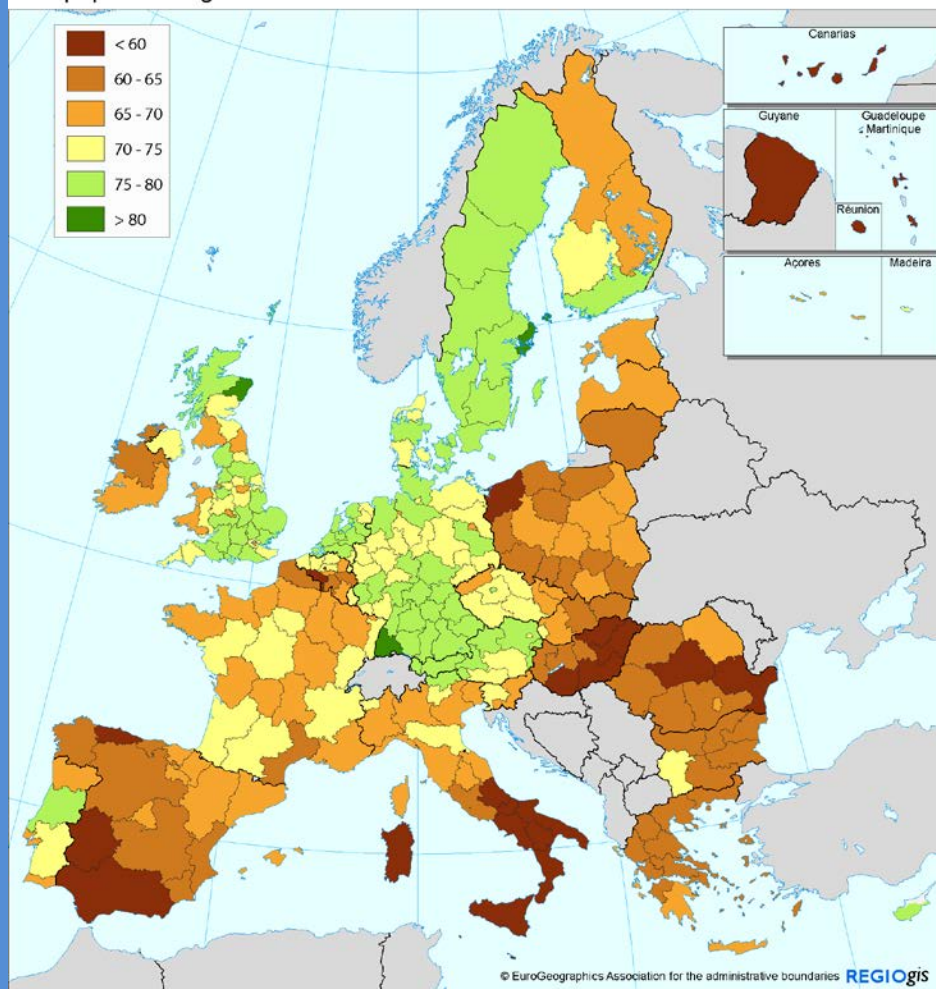 < 60
60 - 65
65 - 70
70 - 75
75 - 80
> 80
Canarias
Guyane
Guadeloupe
Martinique
Réunion
Açores
Madeira
© EuroGeographics Association for the administrative boundaries REGIOgis